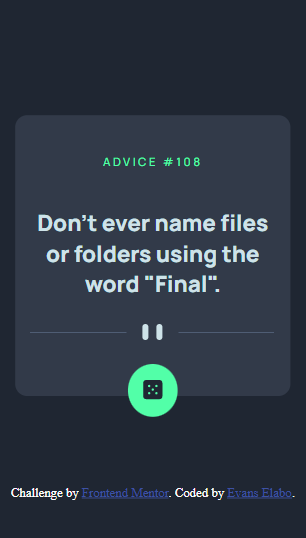 ADVICE #108
Don’t ever name files
or folders using the
word "Final".
Challenge by Frontend Mentor. Coded by Evans Elabo.